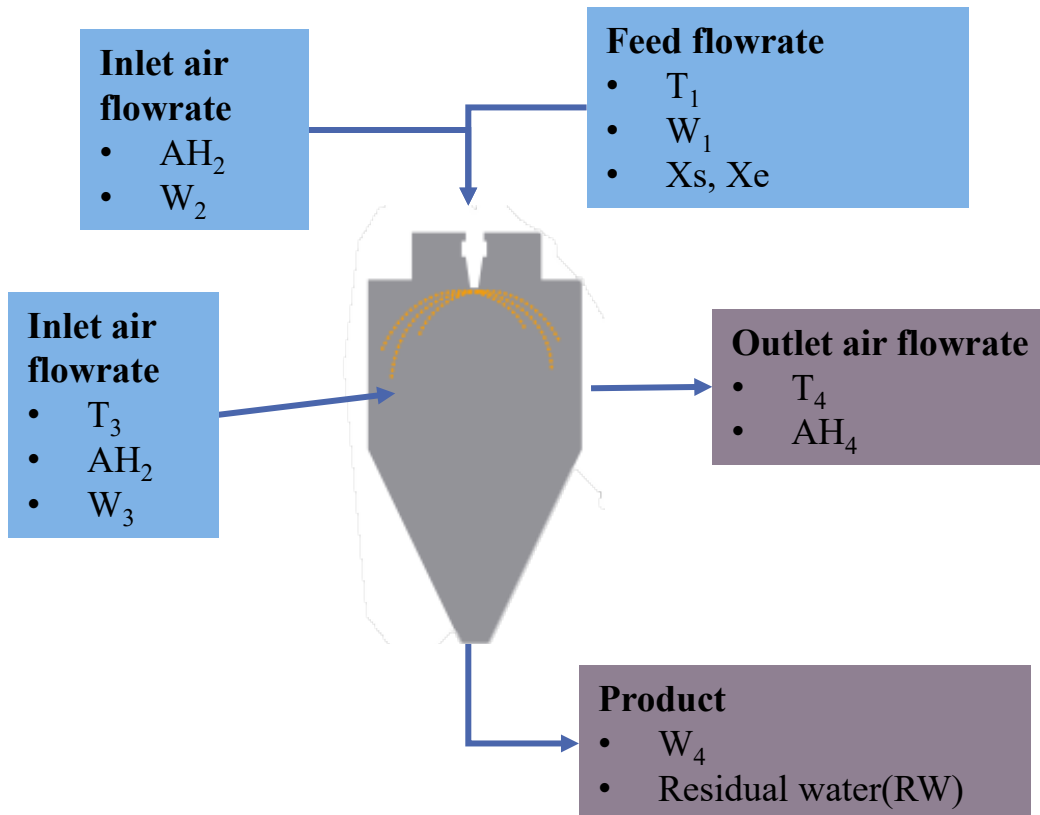 Inlet air
flowrate
• AH₂
• W₂
Feed flowrate
• T₁
• W₁
• Xs, Xe
Inlet air
flowrate
• T₃
• AH₂
• W₃
Outlet air flowrate
• T₄
• AH₄
Product
• W₄
• Residual water(RW)